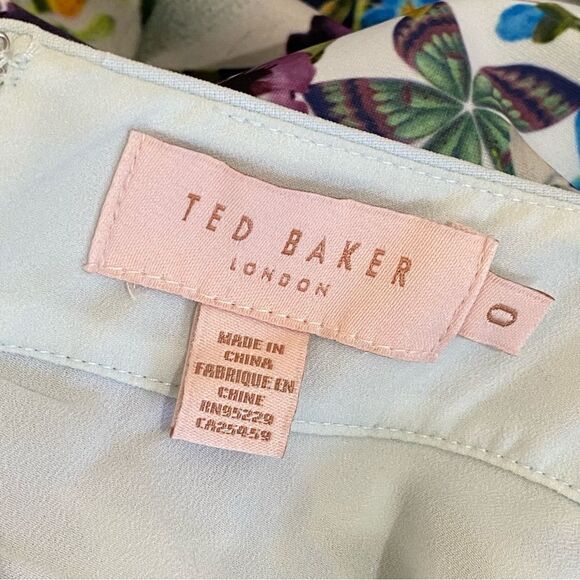 TED BAKER
LONDON
0
MADE IN
CHINA
FABRIQUE EN
CHINE
RN95229
CA25459